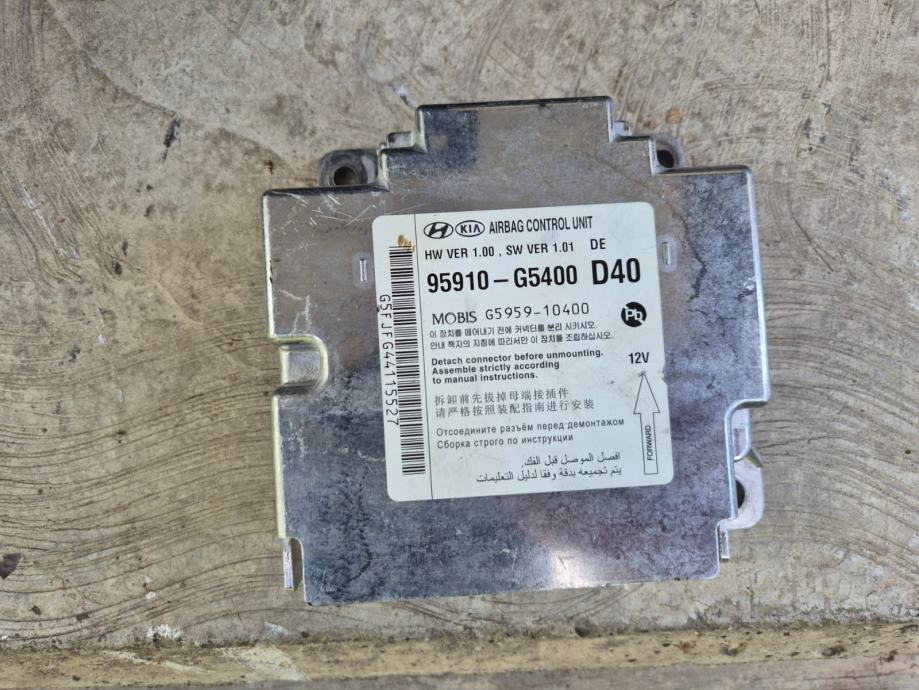 KIA AIRBAG CONTROL UNIT
HW VER 1.00 , SW VER 1.01 DE
95910-G5400 D40
MOBIS G5959-10400
Pb
이 장치를 떼어내기 전에 커넥터를 분리 시키시오.
안내 책자의 지침에 따라서만 이 장치를 조립하십시오.
Detach connector before unmounting.
Assemble strictly according
to manual instructions.
12V
拆卸前先拔掉母端接插件
请严格按照装配指南进行安装
Отсоедините разъём перед демонтажом
Сборка строго по инструкции
افصل الموصل قبل الفك.
يتم تجميعه بدقة وفقا لدليل التعليمات
FORWARD
G5FJFG44115527